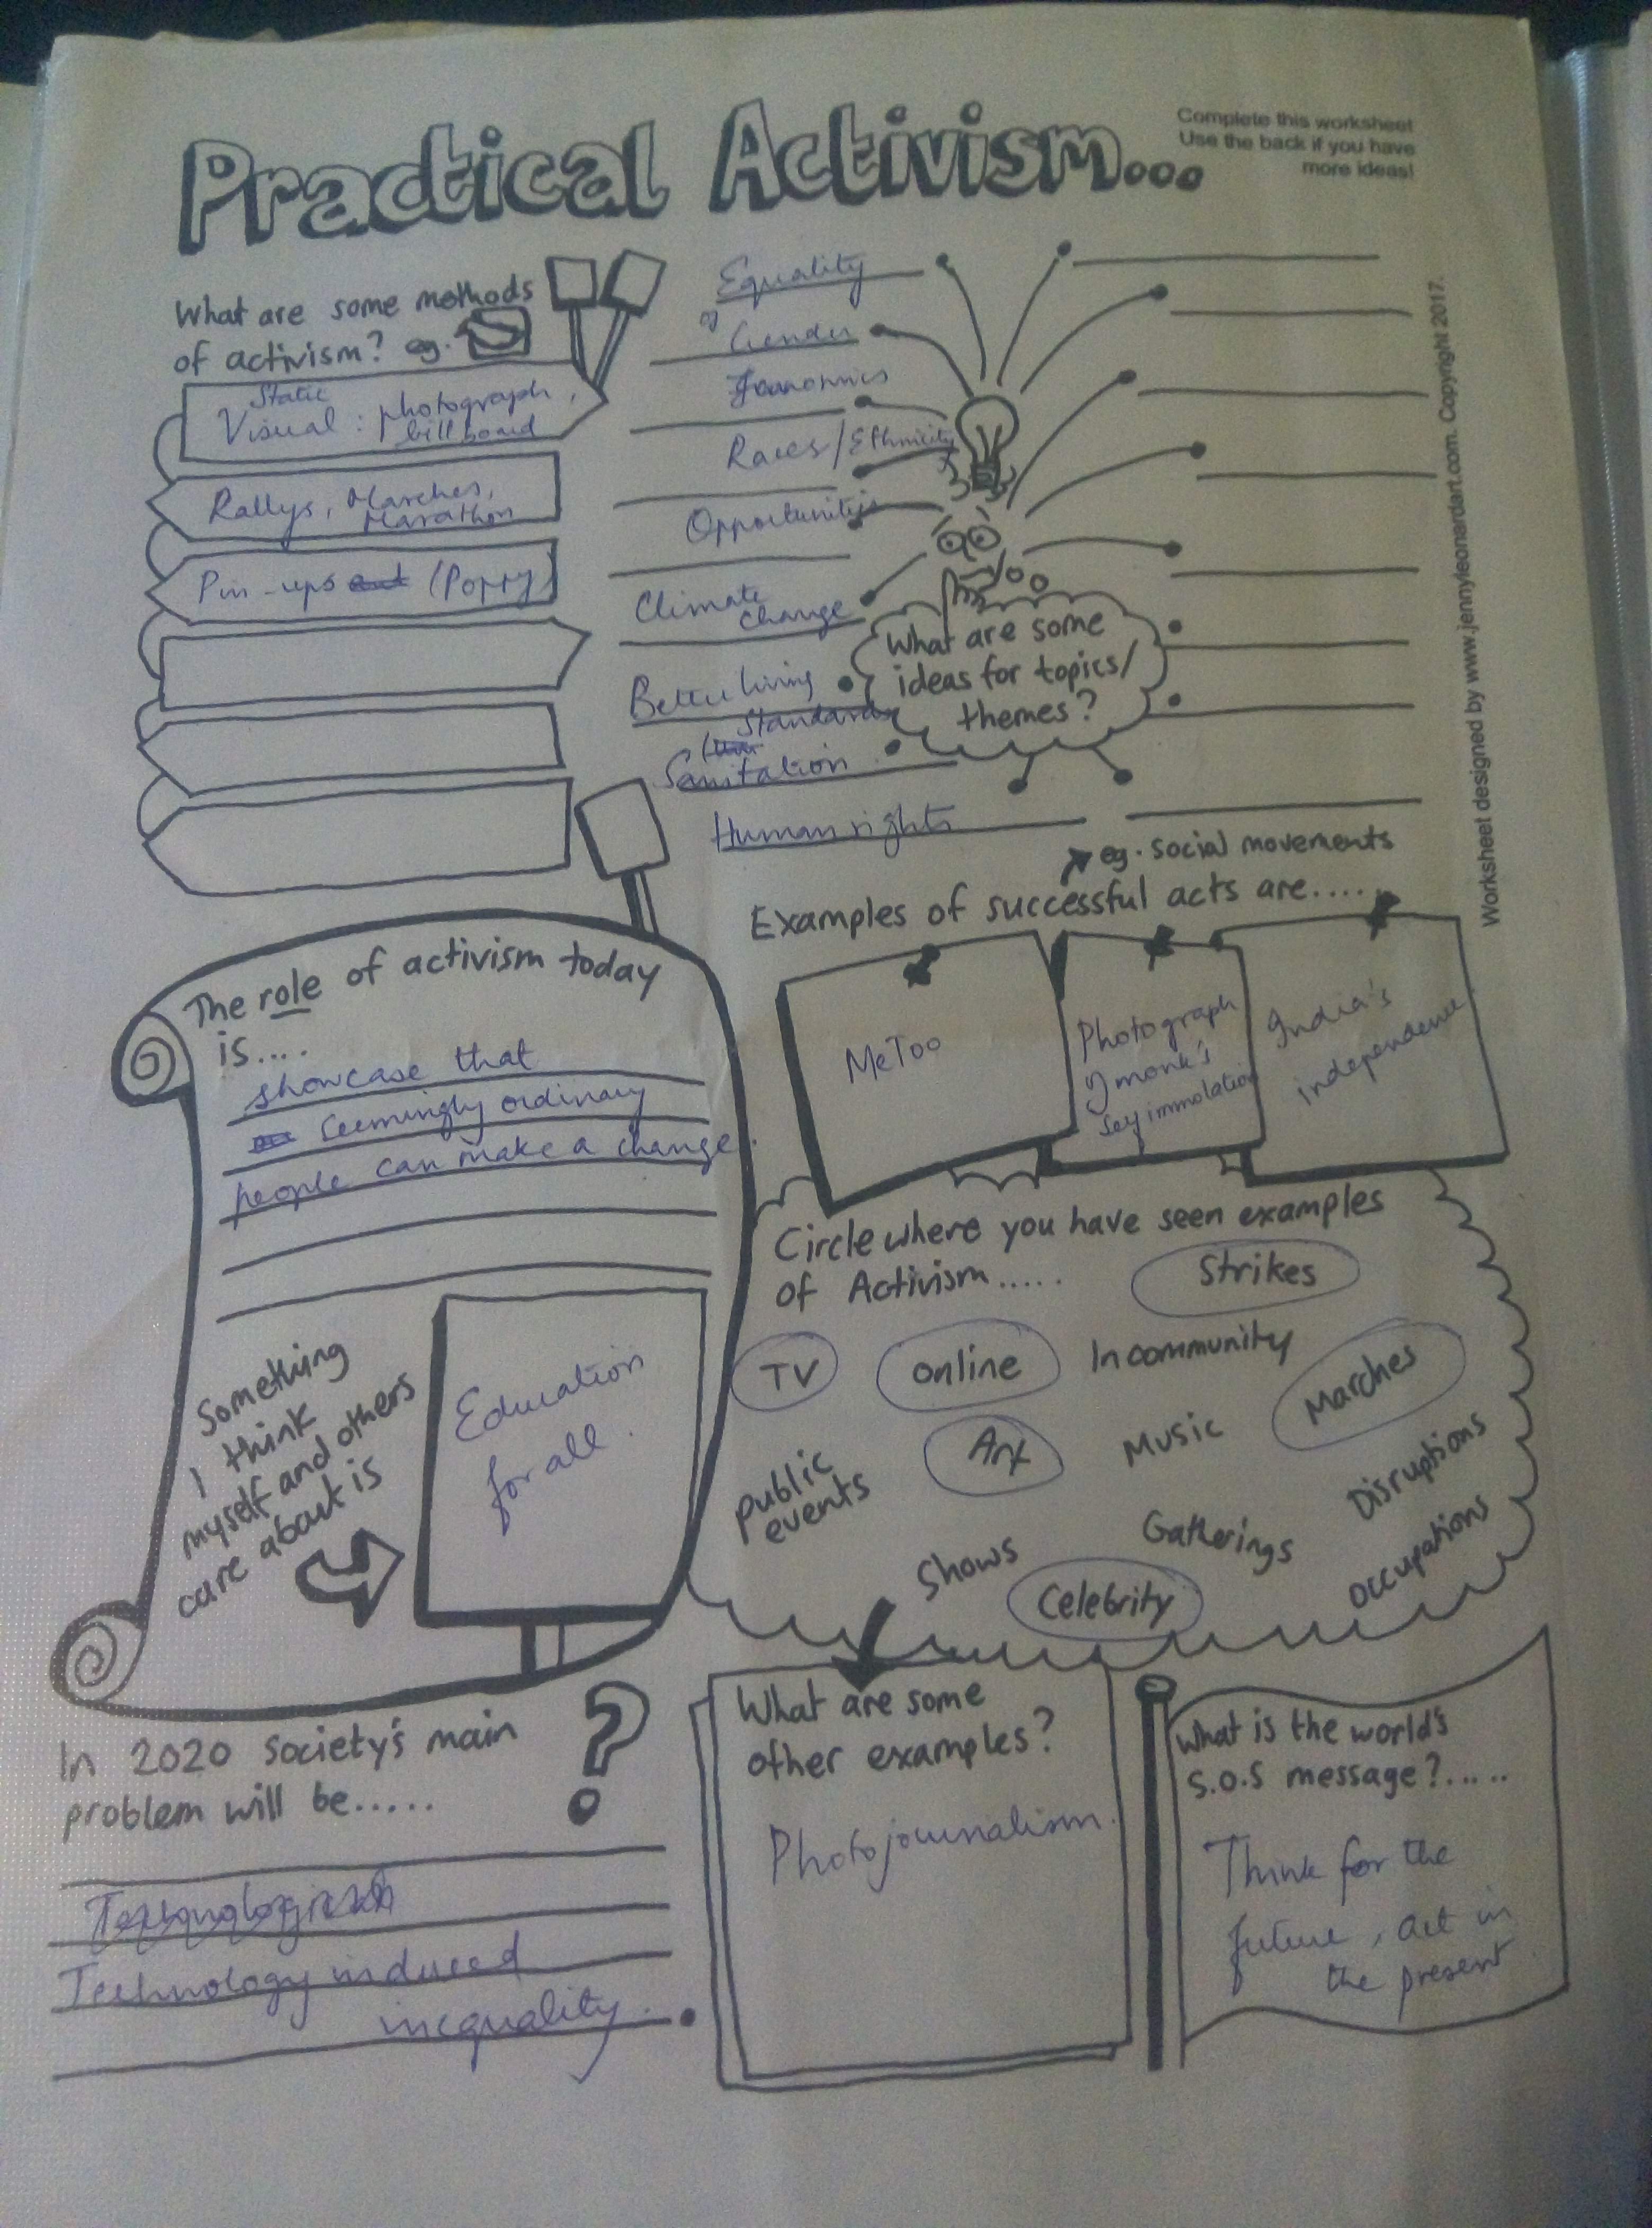 Practical Activism...
Complete this worksheet
Use the back if you have
more ideas!
What are some methods
of activism? eg.
Static
Visual : photograph,
billboard
Rallys, Marches,
Marathon
Pin-ups (Poppy)
Equality
of Gender
Economics
Races/Ethnicity
Opportunities
Climate
change
Better living
Standards
Sanitation
Human rights
What are some
ideas for topics/
themes?
Worksheet designed by www.jennyleonardart.com. Copyright 2017.
eg. social movements
Examples of successful acts are.....
MeToo
Photograph
of monk's
self immolation
India's
independence
The role of activism today
is....
showcase that
seemingly ordinary
people can make a change.
Something
I think
myself and others
care about is
Education
for all.
Circle where you have seen examples
of Activism.....
Strikes
TV
Online
In community
Marches
Art
Music
Public
events
Disruptions
Gatherings
Shows
Occupations
Celebrity
In 2020 society's main
problem will be.....
?
Technology induced
inequality.
What are some
other examples?
Photojournalism.
What is the world's
S.O.S message?.....
Think for the
future, act in
the present